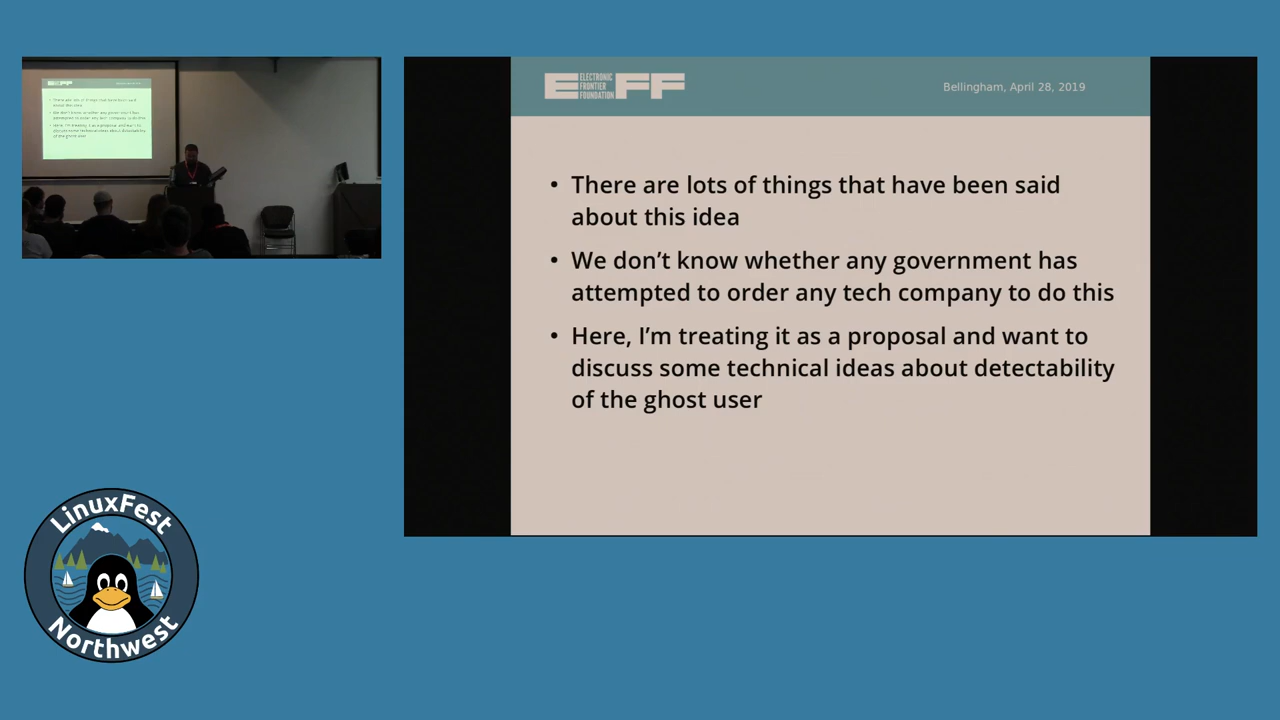 ELECTRONIC
FRONTIER
FOUNDATION
EFF
Bellingham, April 28, 2019
• There are lots of things that have been said
about this idea
• We don’t know whether any government has
attempted to order any tech company to do this
• Here, I’m treating it as a proposal and want to
discuss some technical ideas about detectability
of the ghost user
LinuxFest
Northwest